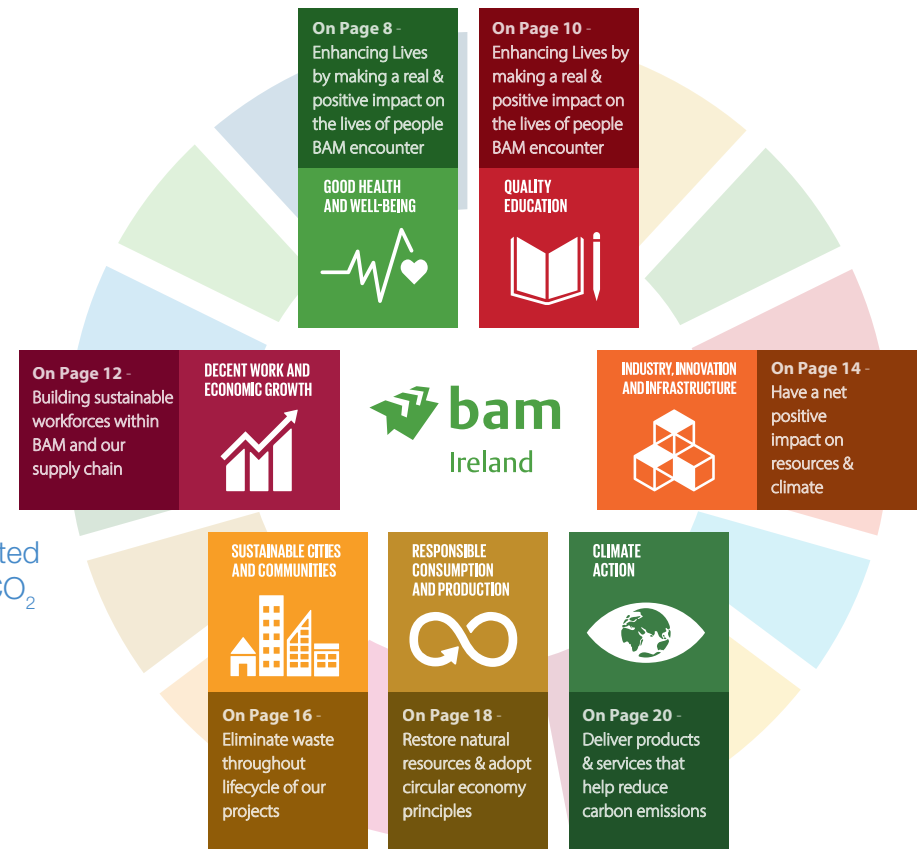 On Page 8 -
Enhancing Lives
by making a real &
positive impact on
the lives of people
BAM encounter
GOOD HEALTH
AND WELL-BEING
On Page 10 -
Enhancing Lives by
making a real &
positive impact on
the lives of people
BAM encounter
QUALITY
EDUCATION
On Page 12 -
Building sustainable
workforces within
BAM and our
supply chain
DECENT WORK AND
ECONOMIC GROWTH
bam
Ireland
INDUSTRY, INNOVATION
AND INFRASTRUCTURE
On Page 14 -
Have a net
positive
impact on
resources &
climate
ted
CO₂
SUSTAINABLE CITIES
AND COMMUNITIES
On Page 16 -
Eliminate waste
throughout
lifecycle of our
projects
RESPONSIBLE
CONSUMPTION
AND PRODUCTION
On Page 18 -
Restore natural
resources & adopt
circular economy
principles
CLIMATE
ACTION
On Page 20 -
Deliver products
& services that
help reduce
carbon emissions